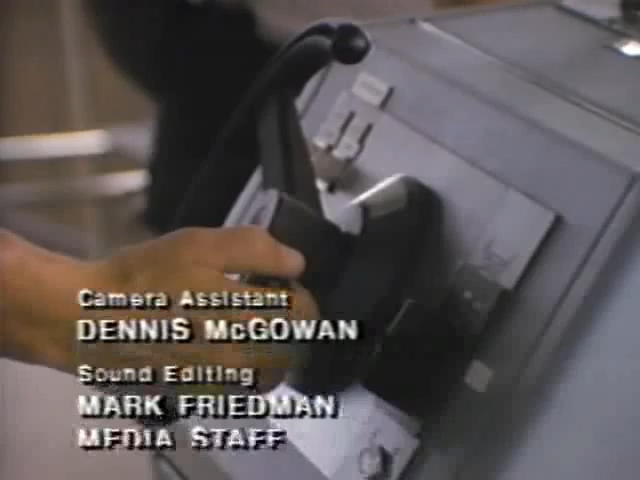 Camera Assistant
DENNIS McGOWAN
Sound Editing
MARK FRIEDMAN
MEDIA STAFF